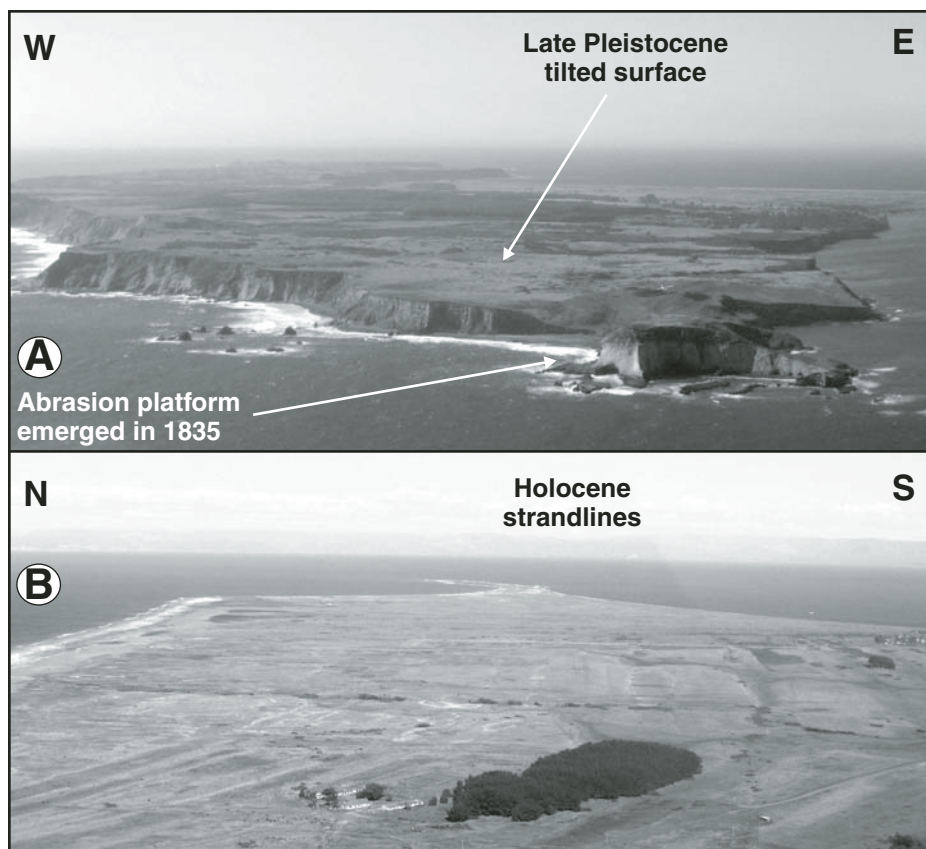 W
Late Pleistocene
tilted surface
E
A
Abrasion platform
emerged in 1835
N
Holocene
strandlines
S
B